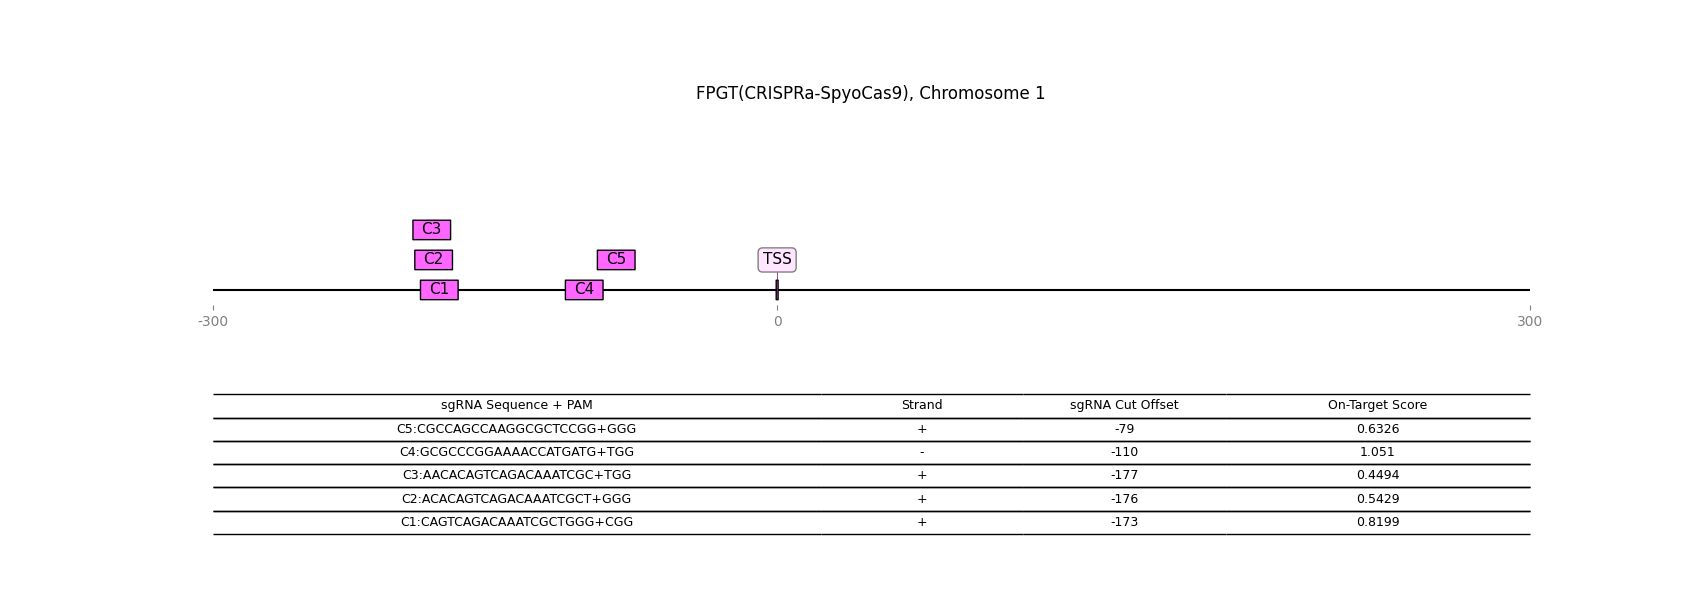 FPGT(CRISPRa-SpyoCas9), Chromosome 1
C3
C2 C5 TSS
C1 C4
-300 0 300
sgRNA Sequence + PAM Strand sgRNA Cut Offset On-Target Score
C5:CGCCAGCCAAGGCGCTCCGG+GGG + -79 0.6326
C4:GCGCCCGGAAAACCATGATG+TGG - -110 1.051
C3:AACACAGTCAGACAAATCGC+TGG + -177 0.4494
C2:ACACAGTCAGACAAATCGCT+GGG + -176 0.5429
C1:CAGTCAGACAAATCGCTGGG+CGG + -173 0.8199